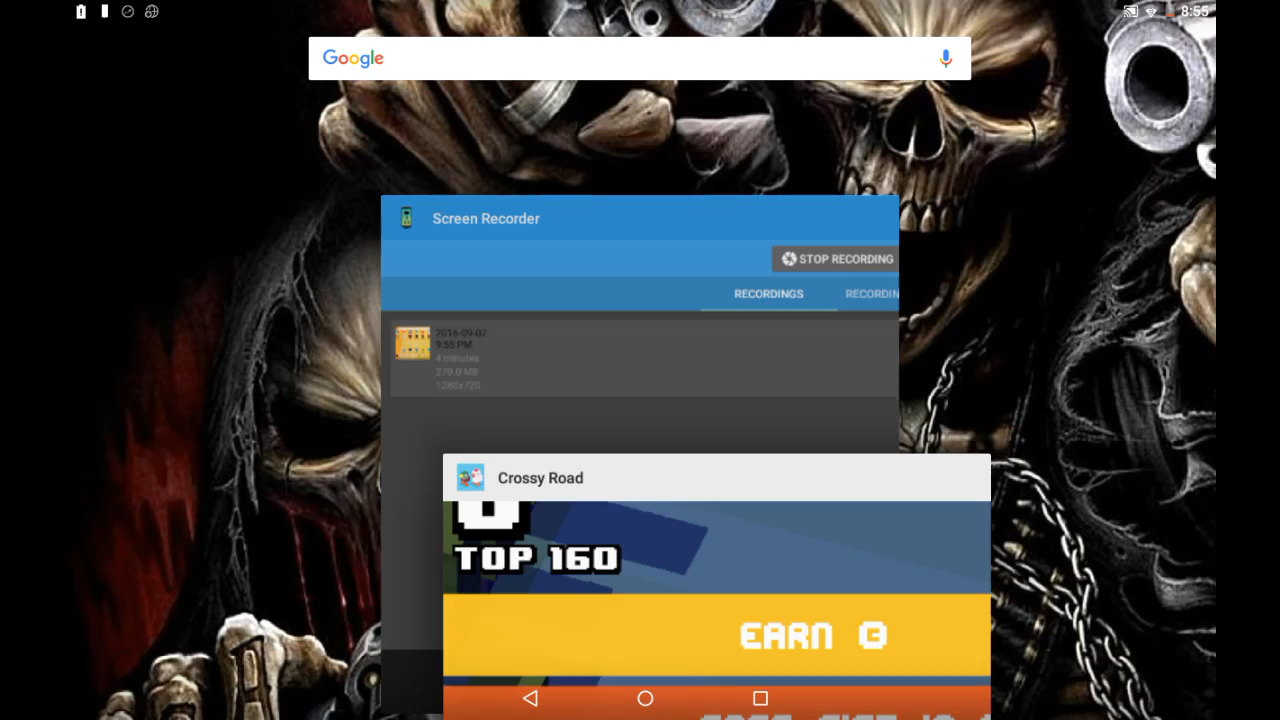 8:55
Google
Screen Recorder
STOP RECORDING
RECORDINGS RECORDIN
2016-09-07
9:55 PM
4 minutes
270.0 MB
1280x720
Crossy Road
TOP 160
EARN C